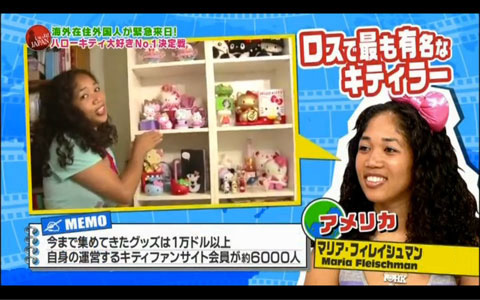 海外在住外国人が緊急来日!
ハローキティ大好きNo.1決定戦
ロスで最も有名な
キティラー
MEMO
今まで集めてきたグッズは1万ドル以上
自身の運営するキティファンサイト会員が約6000人
アメリカ
マリア・フィレイシュマン
Maria Fleischman